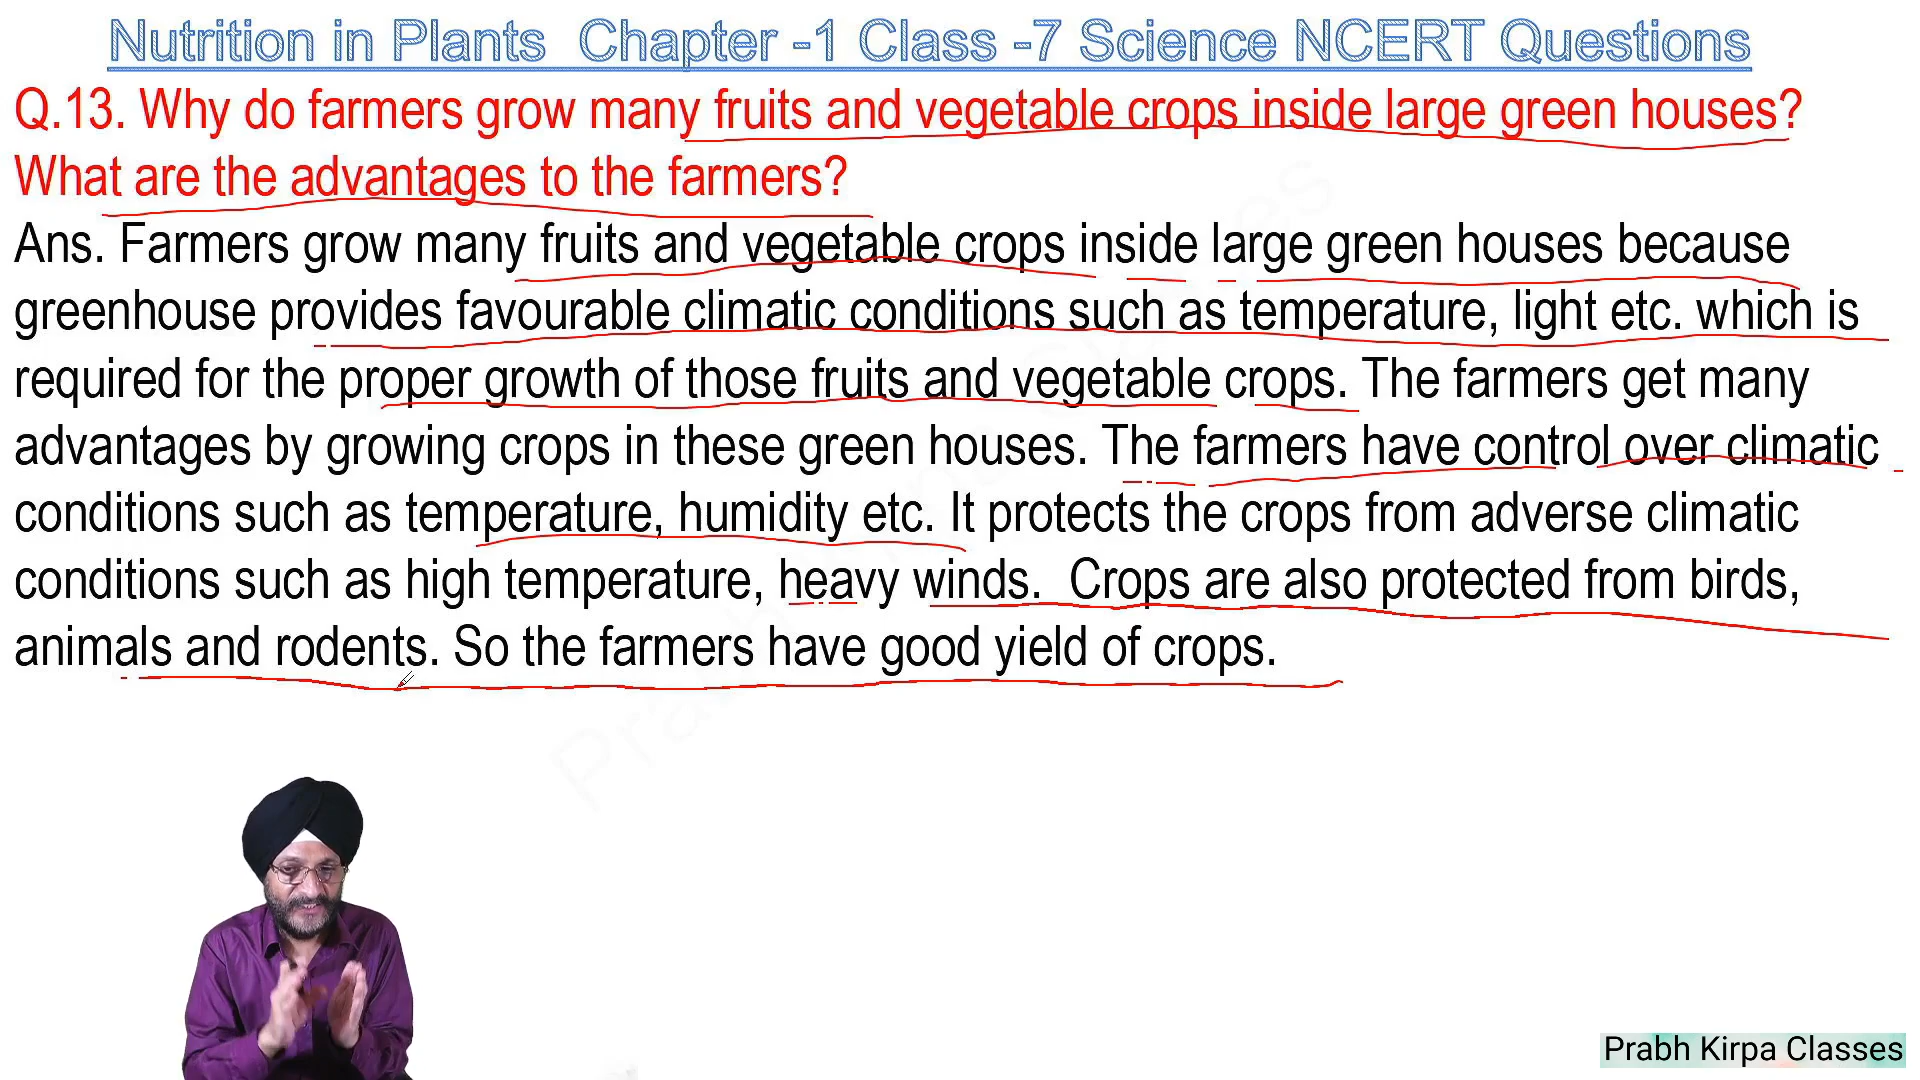 Nutrition in Plants Chapter -1 Class -7 Science NCERT Questions
Q.13. Why do farmers grow many fruits and vegetable crops inside large green houses?
What are the advantages to the farmers?
Ans. Farmers grow many fruits and vegetable crops inside large green houses because
greenhouse provides favourable climatic conditions such as temperature, light etc. which is
required for the proper growth of those fruits and vegetable crops. The farmers get many
advantages by growing crops in these green houses. The farmers have control over climatic
conditions such as temperature, humidity etc. It protects the crops from adverse climatic
conditions such as high temperature, heavy winds. Crops are also protected from birds,
animals and rodents. So the farmers have good yield of crops.
Prabh Kirpa Classes